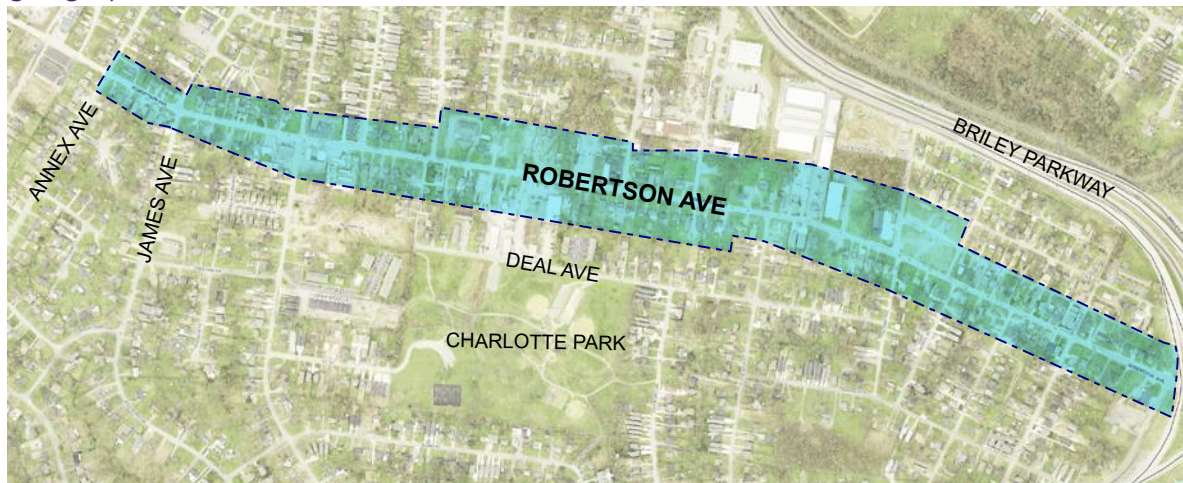 BRILEY PARKWAY
ANNEX AVE
JAMES AVE
ROBERTSON AVE
DEAL AVE
CHARLOTTE PARK